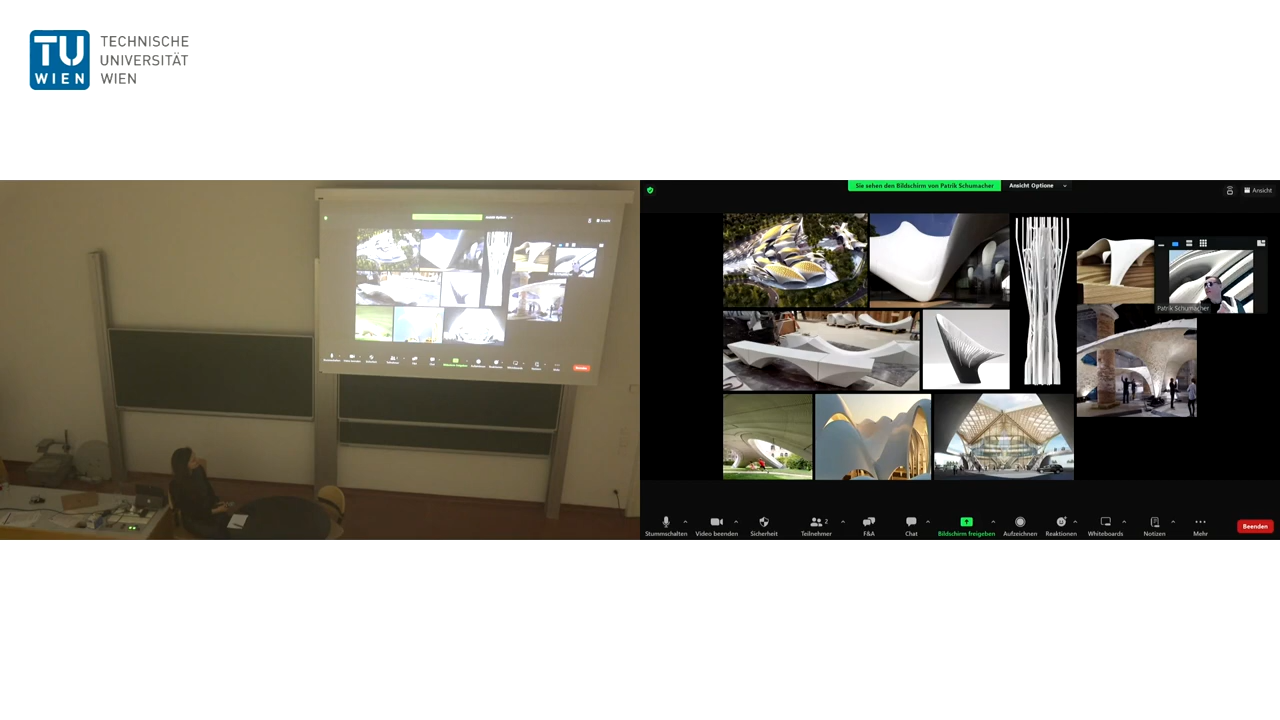 TU
WIEN
TECHNISCHE
UNIVERSITÄT
WIEN
Sie sehen den Bildschirm von Patrik Schumacher
Ansicht Optione
Ansicht
Patrik Schumacher
Stummschalten
Video beenden
Sicherheit
Teilnehmer
2
F&A
Chat
Bildschirm freigeben
Aufzeichnen
Reaktionen
Whiteboards
Notizen
Mehr
Beenden